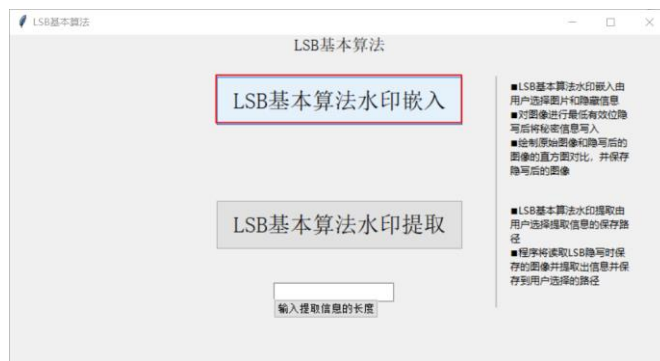 LSB基本算法
LSB基本算法
LSB基本算法水印嵌入
■LSB基本算法水印嵌入由
用户选择图片和隐藏信息
■对图像进行最低有效位隐
写后将秘密信息写入
■绘制原始图像和隐写后的
图像的直方图对比，并保存
隐写后的图像
LSB基本算法水印提取
■LSB基本算法水印提取由
用户选择提取信息的保存路
径
■程序将读取LSB隐写时保
存的图像并提取出信息并保
存到用户选择的路径
输入提取信息的长度